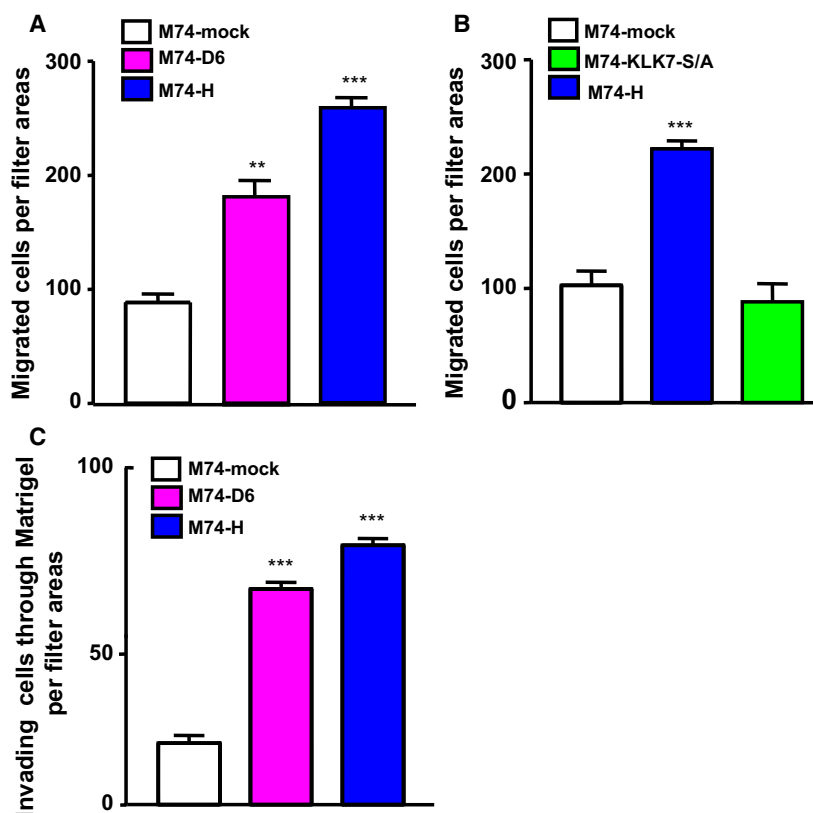 A
M74-mock
M74-D6
M74-H
Migrated cells per filter areas
300
200
100
0
**
***
B
M74-mock
M74-KLK7-S/A
M74-H
Migrated cells per filter areas
300
200
100
0
***
C
M74-mock
M74-D6
M74-H
Invading cells through Matrigel
per filter areas
100
50
0
***
***